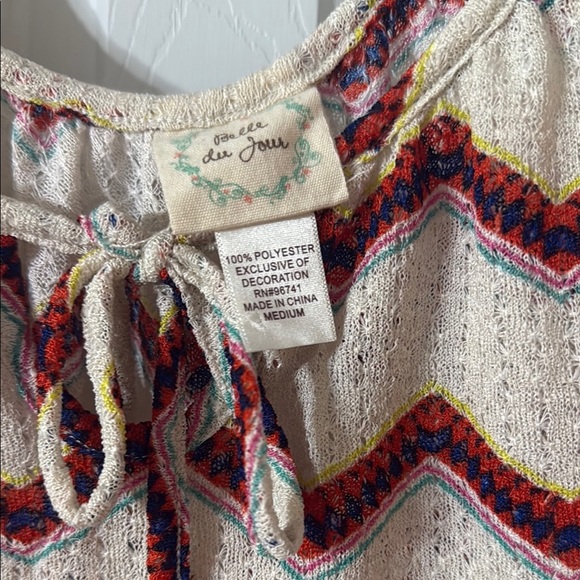 Belle
du Jour
100% POLYESTER
EXCLUSIVE OF
DECORATION
RN#96741
MADE IN CHINA
MEDIUM